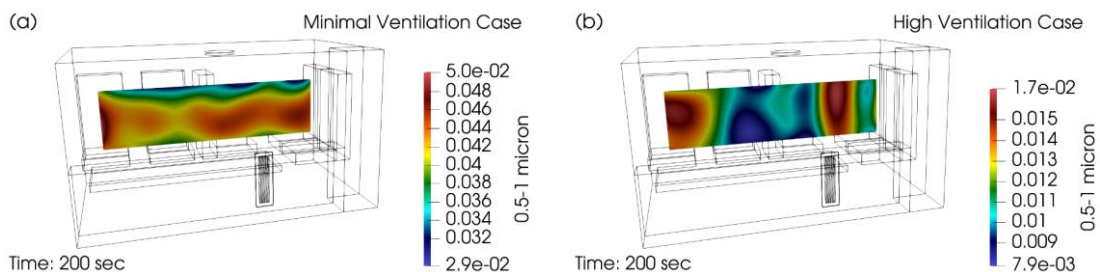 (a)
Minimal Ventilation Case
5.0e-02
0.048
0.046
0.044
0.042
0.04
0.038
0.036
0.034
0.032
2.9e-02
0.5-1 micron
Time: 200 sec
(b)
High Ventilation Case
1.7e-02
0.015
0.014
0.013
0.012
0.011
0.01
0.009
7.9e-03
0.5-1 micron
Time: 200 sec